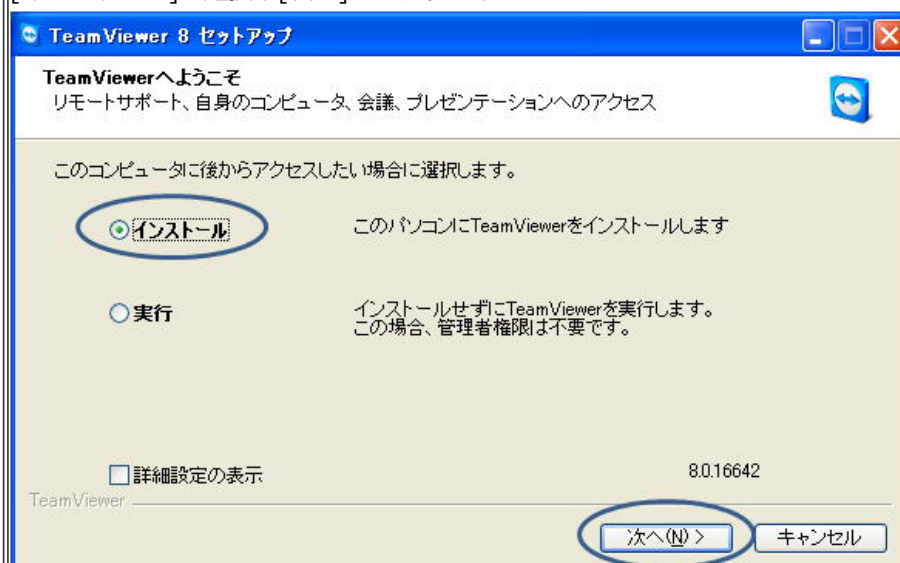 TeamViewer 8 セットアップ
TeamViewerへようこそ
リモートサポート、自身のコンピュータ、会議、プレゼンテーションへのアクセス
このコンピュータに後からアクセスしたい場合に選択します。
インストール
このパソコンにTeamViewerをインストールします
実行
インストールせずにTeamViewerを実行します。
この場合、管理者権限は不要です。
詳細設定の表示
8.0.16642
TeamViewer
次へ(N) >
キャンセル